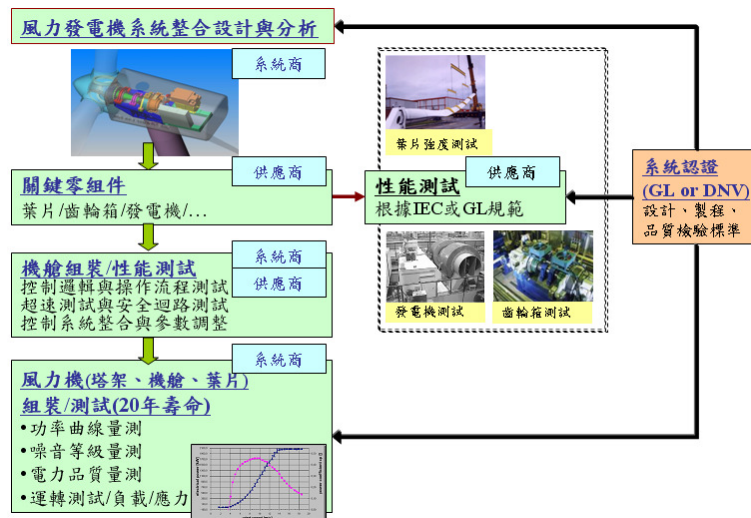 風力發電機系統整合設計與分析
系統商
葉片強度測試
供應商
關鍵零組件
葉片/齒輪箱/發電機/...
供應商
性能測試
根據IEC或GL規範
系統認證
(GL or DNV)
設計、製程、
品質檢驗標準
發電機測試
齒輪箱測試
系統商
供應商
機艙組裝/性能測試
控制邏輯與操作流程測試
超速測試與安全迴路測試
控制系統整合與參數調整
系統商
風力機(塔架、機艙、葉片)
組裝/測試(20年壽命)
•功率曲線量測
•噪音等級量測
•電力品質量測
•運轉測試/負載/應力